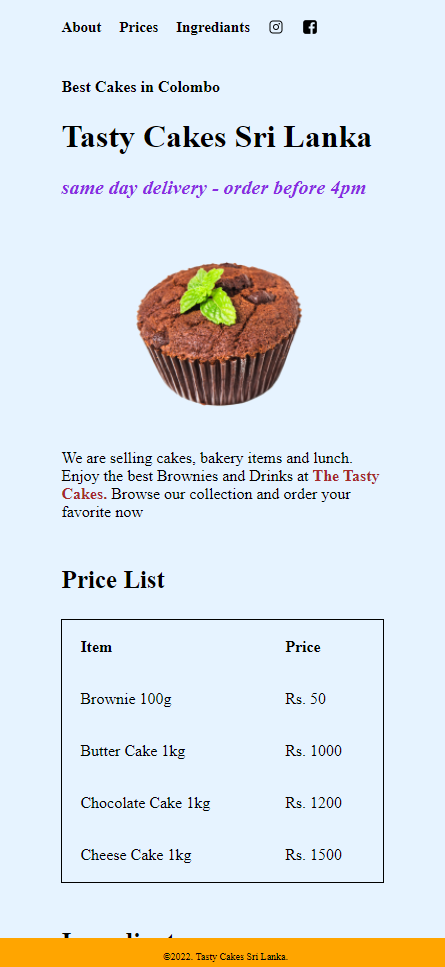 About Prices Ingrediants
Best Cakes in Colombo
Tasty Cakes Sri Lanka
same day delivery - order before 4pm
We are selling cakes, bakery items and lunch.
Enjoy the best Brownies and Drinks at The Tasty
Cakes. Browse our collection and order your
favorite now
Price List
Item Price
Brownie 100g Rs. 50
Butter Cake 1kg Rs. 1000
Chocolate Cake 1kg Rs. 1200
Cheese Cake 1kg Rs. 1500
©2022. Tasty Cakes Sri Lanka.